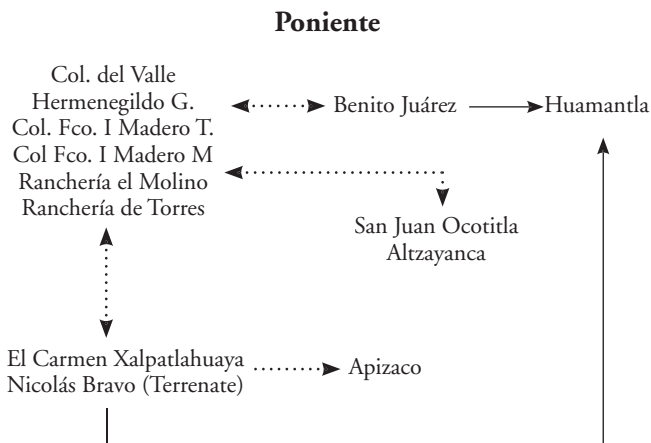 Poniente
Col. del Valle
Hermenegildo G.
Col. Fco. I Madero T.
Col Fco. I Madero M
Ranchería el Molino
Ranchería de Torres
Benito Juárez
Huamantla
San Juan Ocotitla
Altzayanca
El Carmen Xalpatlahuaya
Nicolás Bravo (Terrenate)
Apizaco